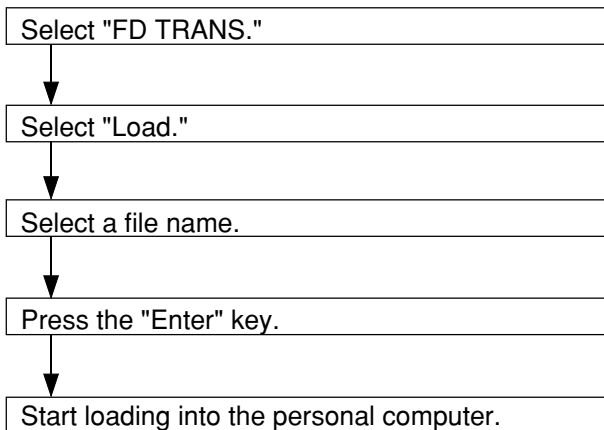 Select "FD TRANS."
Select "Load."
Select a file name.
Press the "Enter" key.
Start loading into the personal computer.